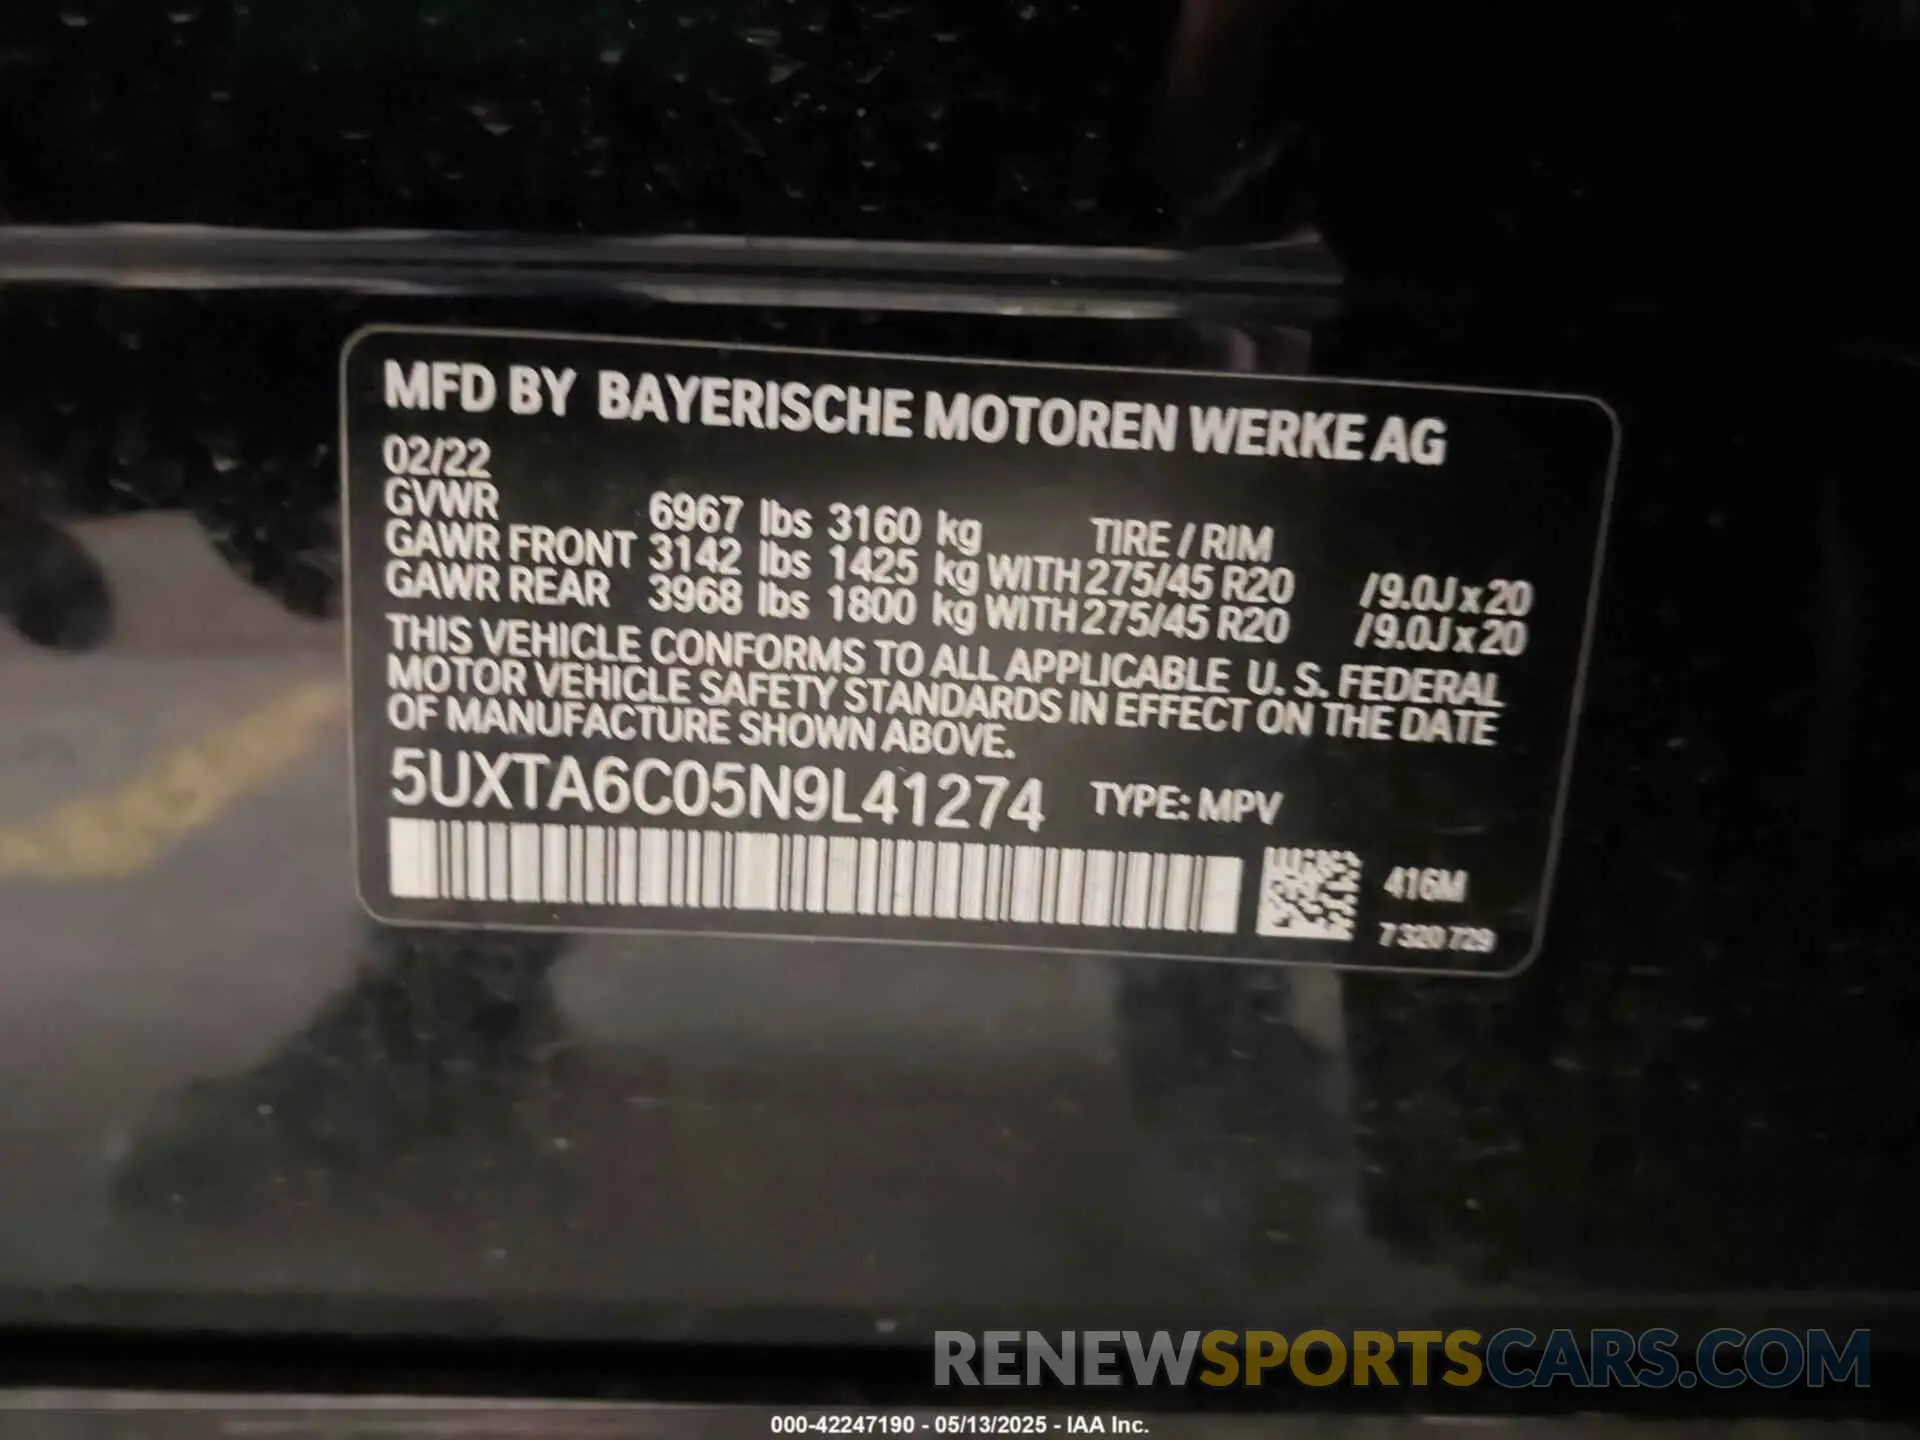 MFD BY BAYERISCHE MOTOREN WERKE AG
02/22
GVWR 6967 lbs 3160 kg TIRE / RIM
GAWR FRONT 3142 lbs 1425 kg WITH 275/45 R20 /9.0J x 20
GAWR REAR 3968 lbs 1800 kg WITH 275/45 R20 /9.0J x 20
THIS VEHICLE CONFORMS TO ALL APPLICABLE U. S. FEDERAL
MOTOR VEHICLE SAFETY STANDARDS IN EFFECT ON THE DATE
OF MANUFACTURE SHOWN ABOVE.
5UXTA6C05N9L41274 TYPE: MPV
416M
7 320 729
RENEWSPORTSCARS.COM
000-42247190 - 05/13/2025 - IAA Inc.